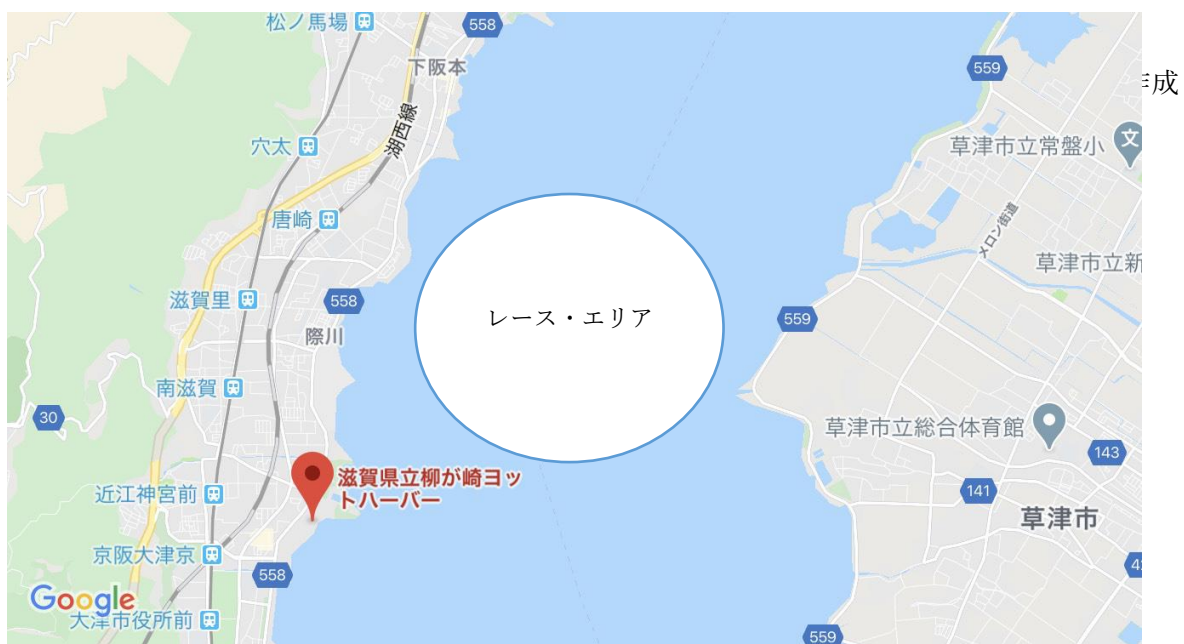 松ノ馬場
558
下阪本
559
作成
草津市立常盤小
文
湖西線
穴太
唐崎
メロン街道
草津市立新
滋賀里
558
レース・エリア
559
際川
南滋賀
30
草津市立総合体育館
143
滋賀県立柳が崎ヨッ
トハーバー
近江神宮前
141
草津市
京阪大津京
558
Google
大津市役所前
559